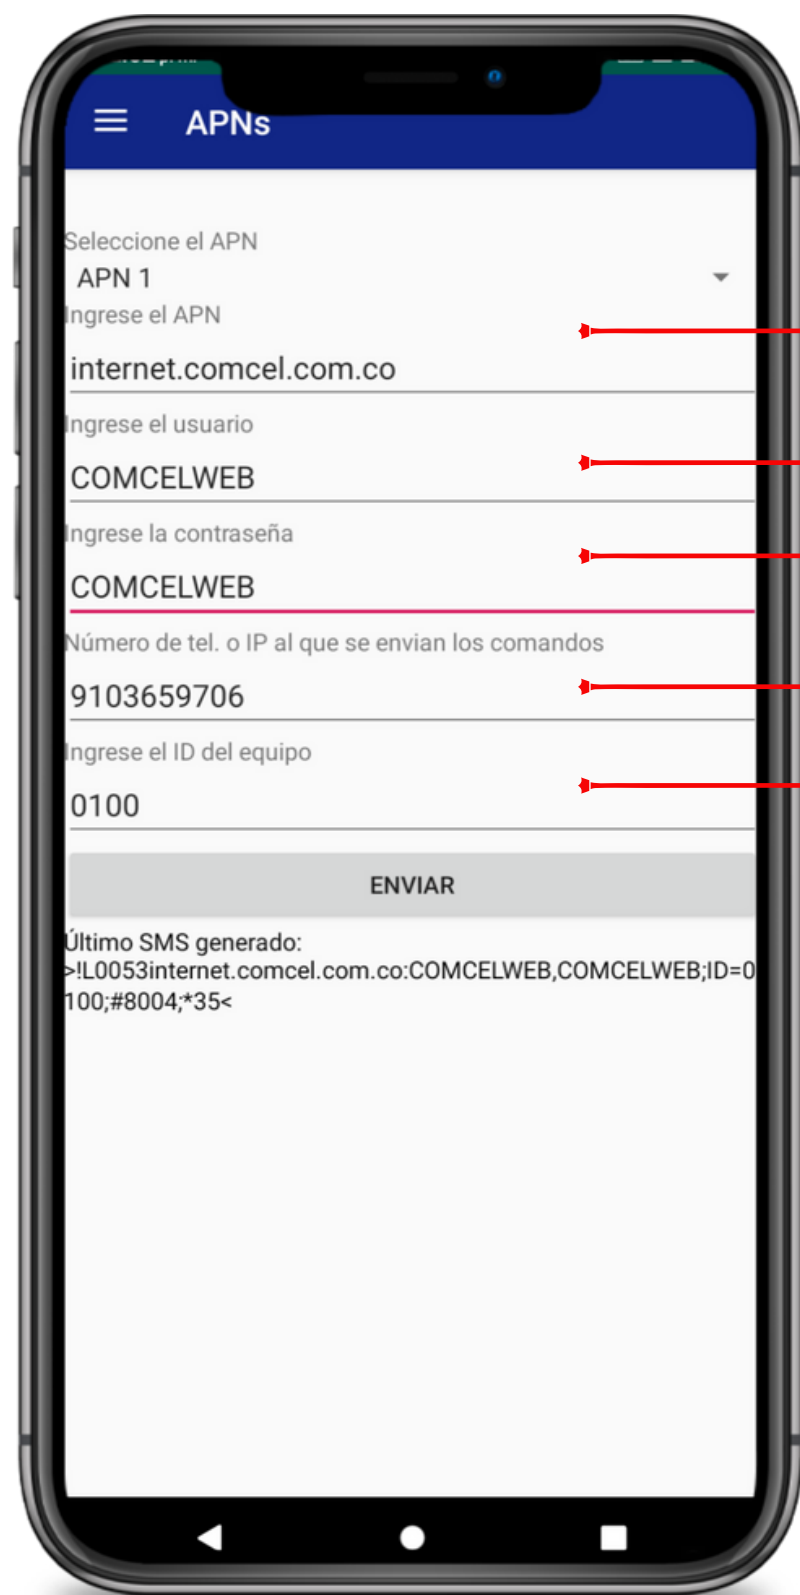 APNs
Seleccione el APN
APN 1
Ingrese el APN
internet.comcel.com.co
Ingrese el usuario
COMCELWEB
Ingrese la contraseña
COMCELWEB
Número de tel. o IP al que se envian los comandos
9103659706
Ingrese el ID del equipo
0100
ENVIAR
Último SMS generado:
>!L0053internet.comcel.com.co:COMCELWEB,COMCELWEB;ID=0
100;#8004;*35<